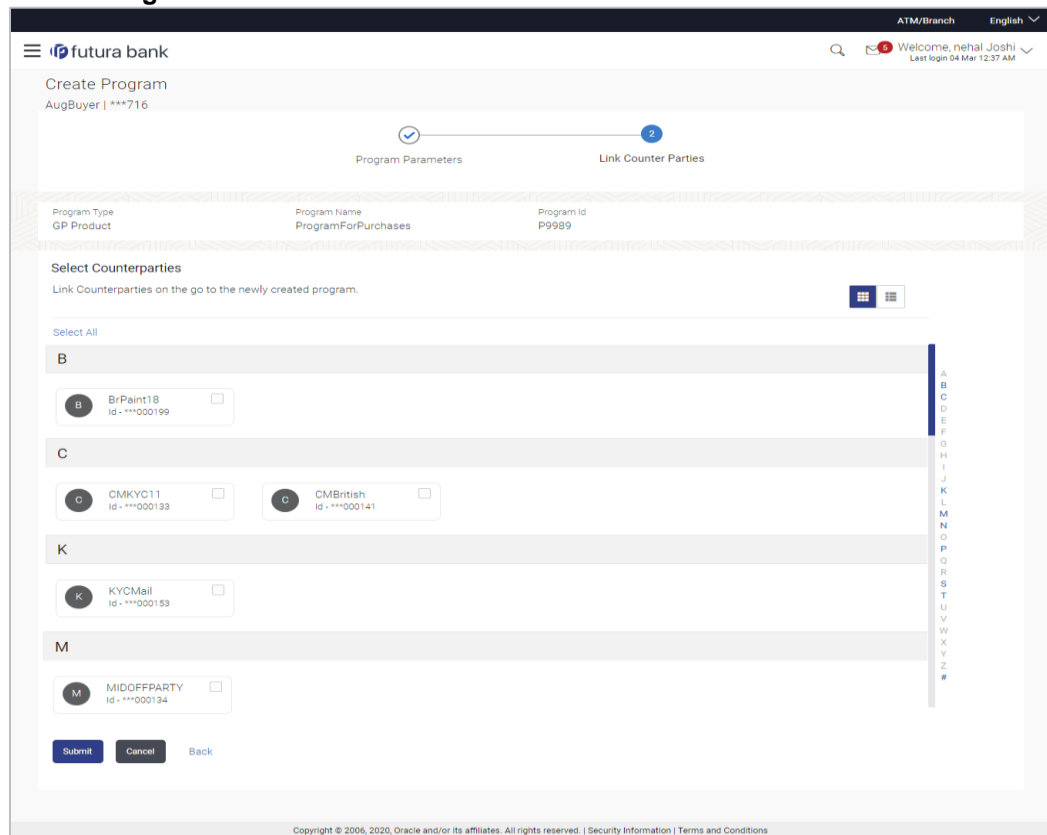 ATM/Branch English
futura bank 5 Welcome, nehal Joshi
Last login 04 Mar 12:37 AM
Create Program
AugBuyer | ***716
2
Program Parameters Link Counter Parties
Program Type Program Name Program Id
GP Product ProgramForPurchases P9989
Select Counterparties
Link Counterparties on the go to the newly created program.
Select All
B
B BrPaint18
Id - ***000199
C
C CMKYC11 C CMBritish
Id - ***000133 Id - ***000141
K
K KYCMail
Id - ***000153
M
M MIDOFFPARTY
Id - ***000134
A
B
C
D
E
F
G
H
I
J
K
L
M
N
O
P
Q
R
S
T
U
V
W
X
Y
Z
#
Submit Cancel Back
Copyright © 2006, 2020, Oracle and/or its affiliates. All rights reserved. | Security Information | Terms and Conditions